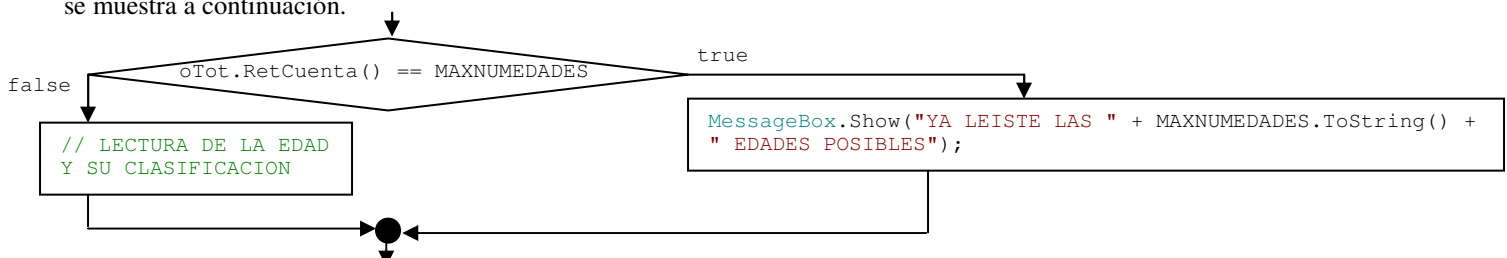 se muestra a continuación.
true
oTot.RetCuenta() == MAXNUMEDADES
false
MessageBox.Show("YA LEISTE LAS " + MAXNUMEDADES.ToString() +
" EDADES POSIBLES");
// LECTURA DE LA EDAD
Y SU CLASIFICACION